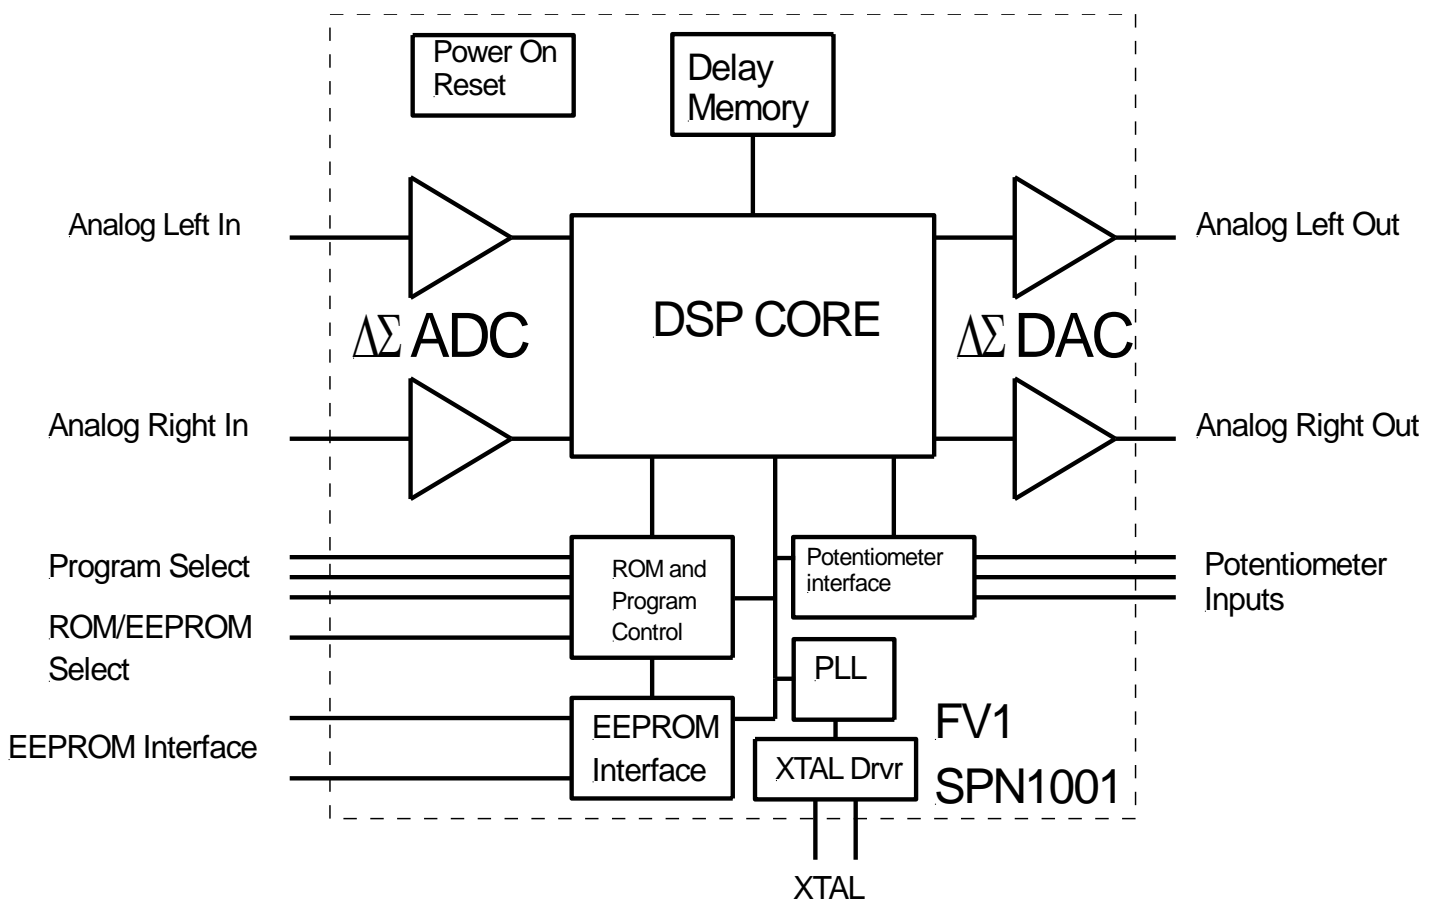 Power On
Reset
Delay
Memory
Analog Left In
Analog Left Out
DSP CORE
ΔΣ ADC
ΔΣ DAC
Analog Right In
Analog Right Out
Program Select
ROM/EEPROM
Select
ROM and
Program
Control
Potentiometer
interface
Potentiometer
Inputs
PLL
EEPROM Interface
EEPROM
Interface
XTAL Drvr
FV1
SPN1001
XTAL